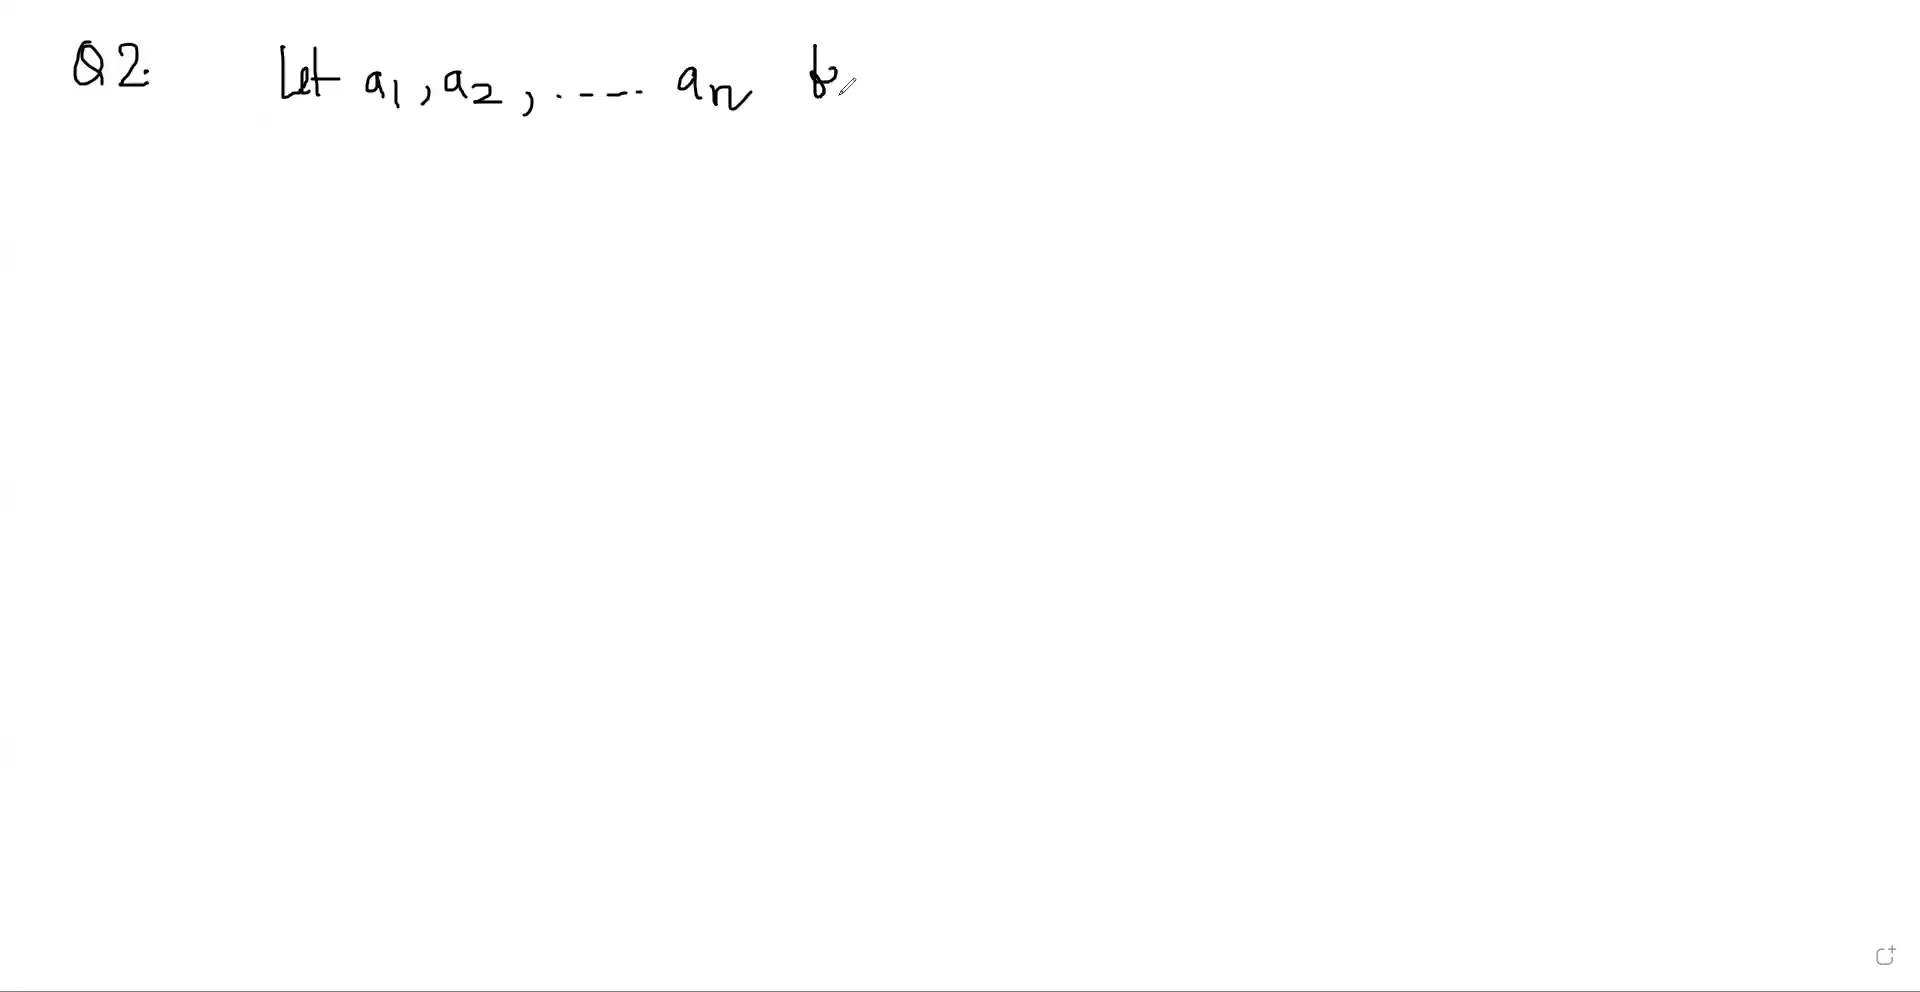 Q2: Let a1, a2, ..... an b